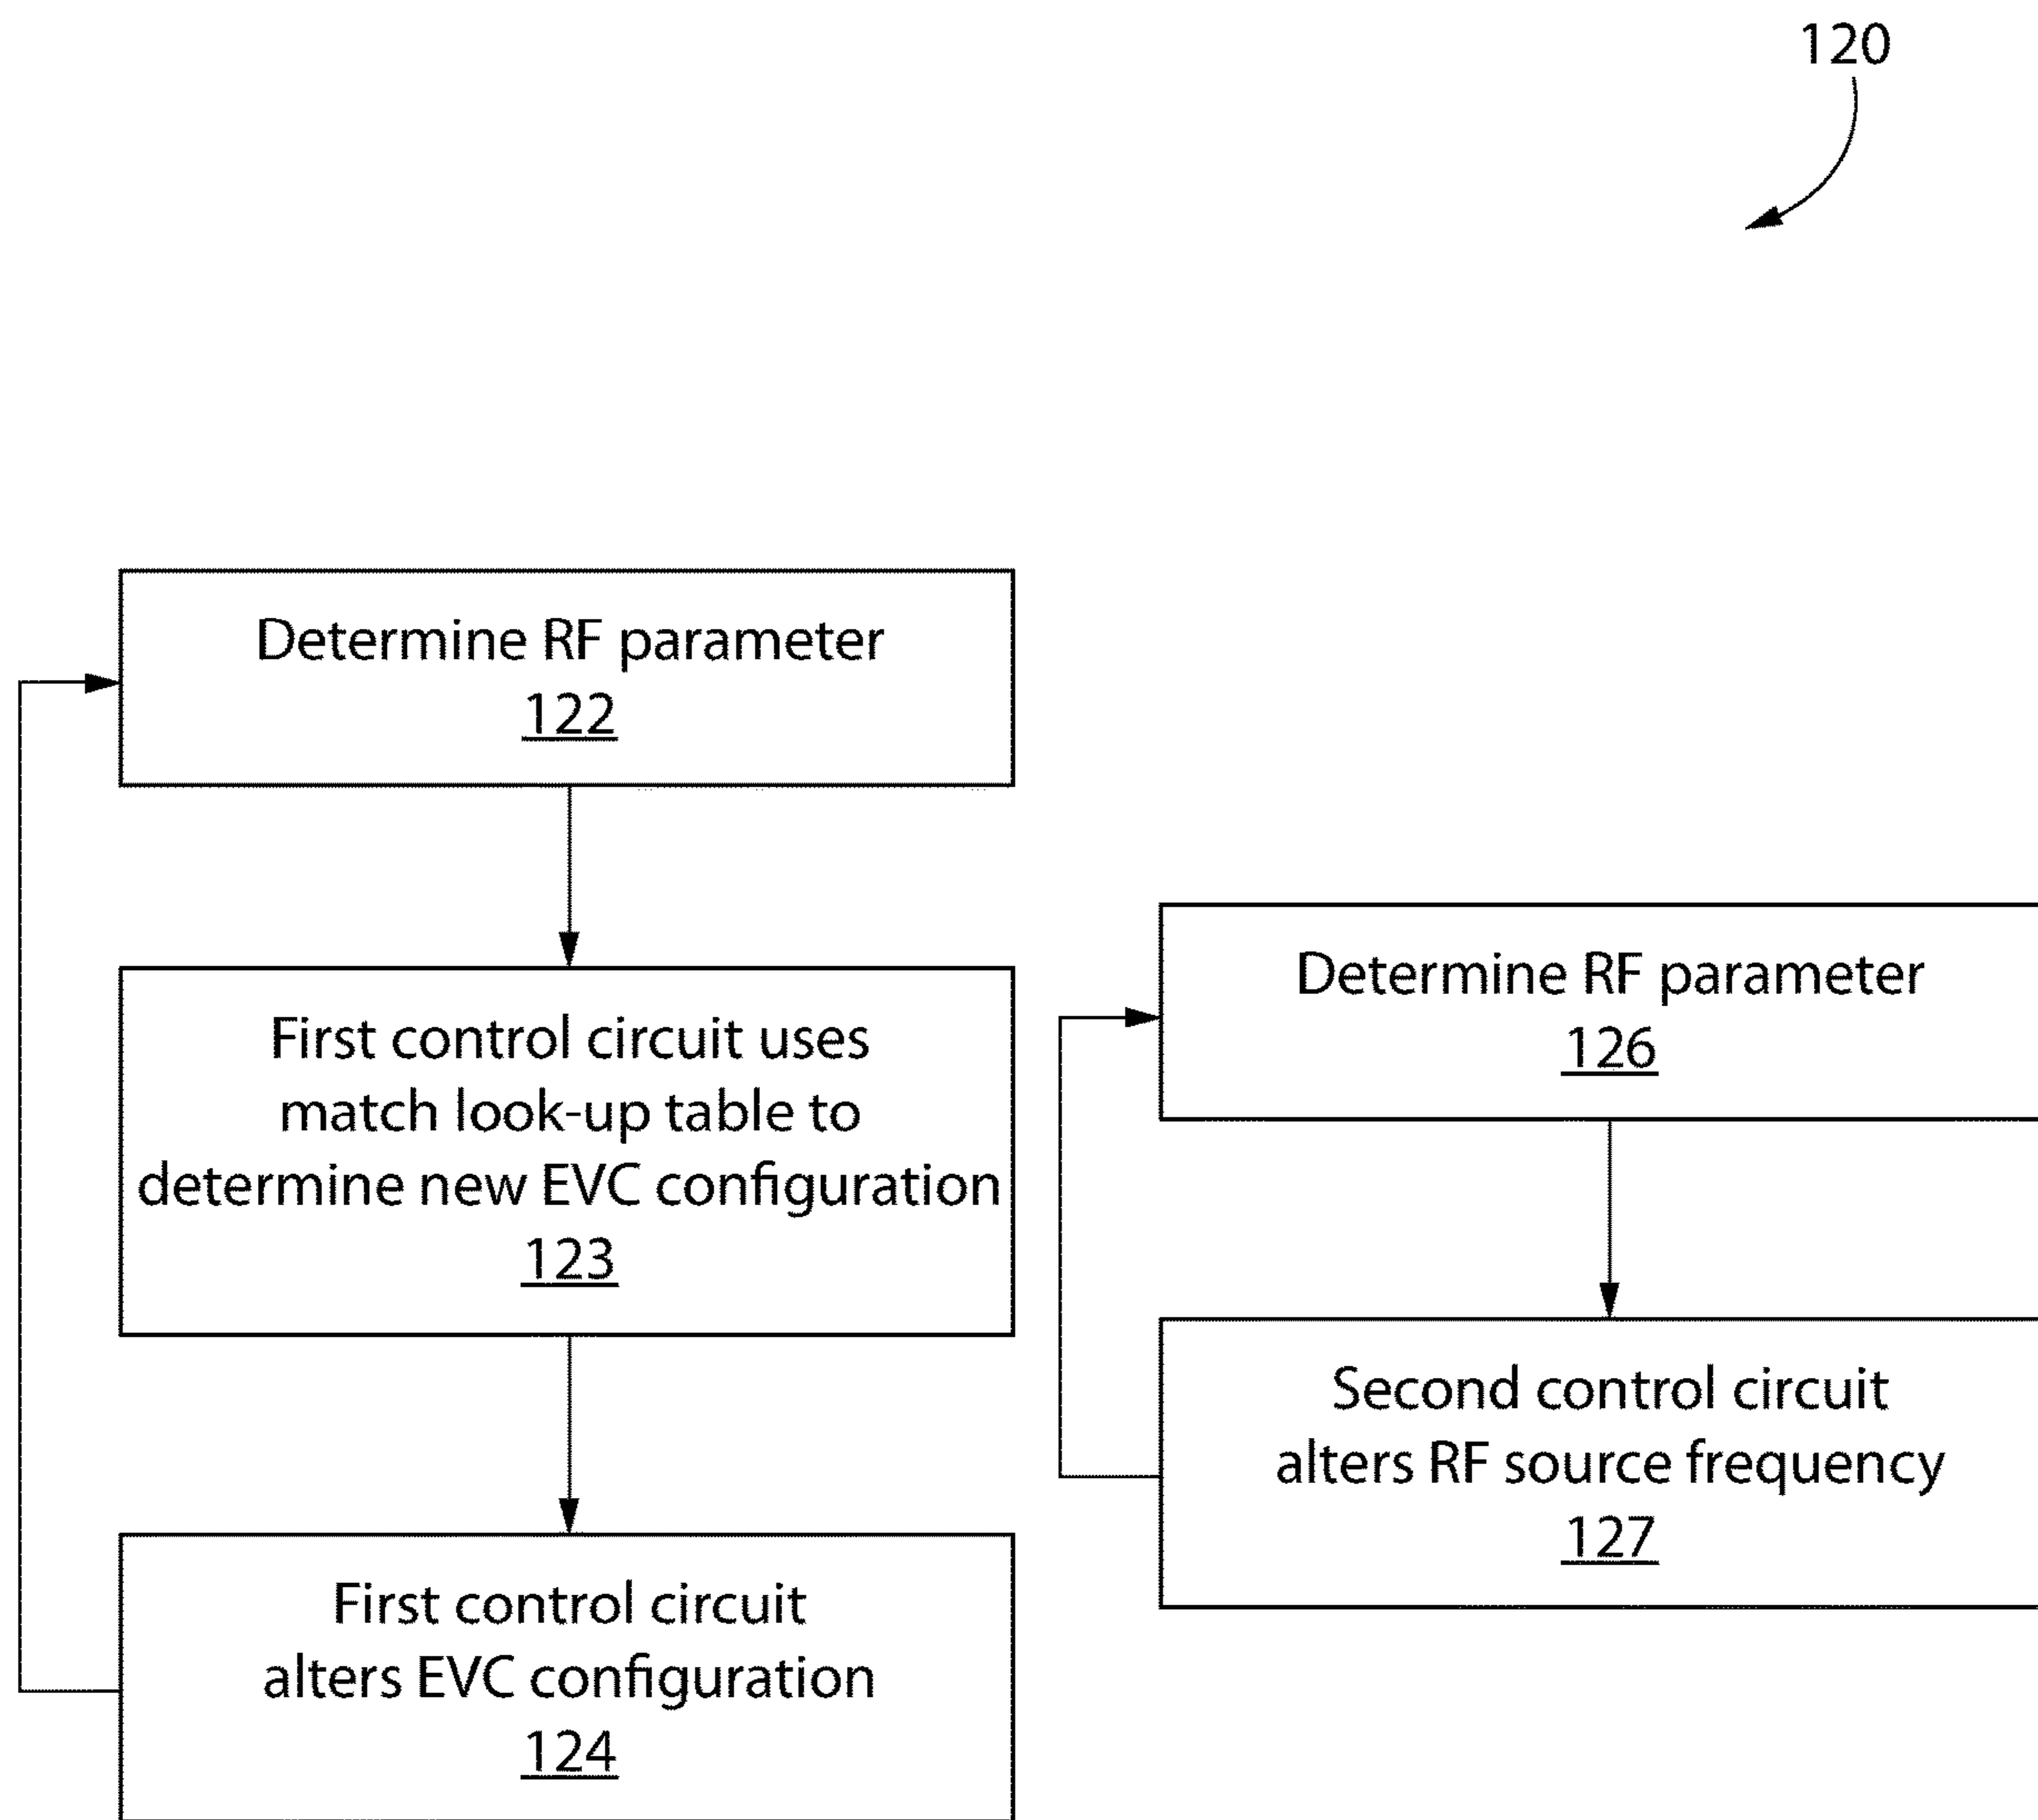 120
Determine RF parameter
122
First control circuit uses
match look-up table to
determine new EVC configuration
123
First control circuit
alters EVC configuration
124
Determine RF parameter
126
Second control circuit
alters RF source frequency
127